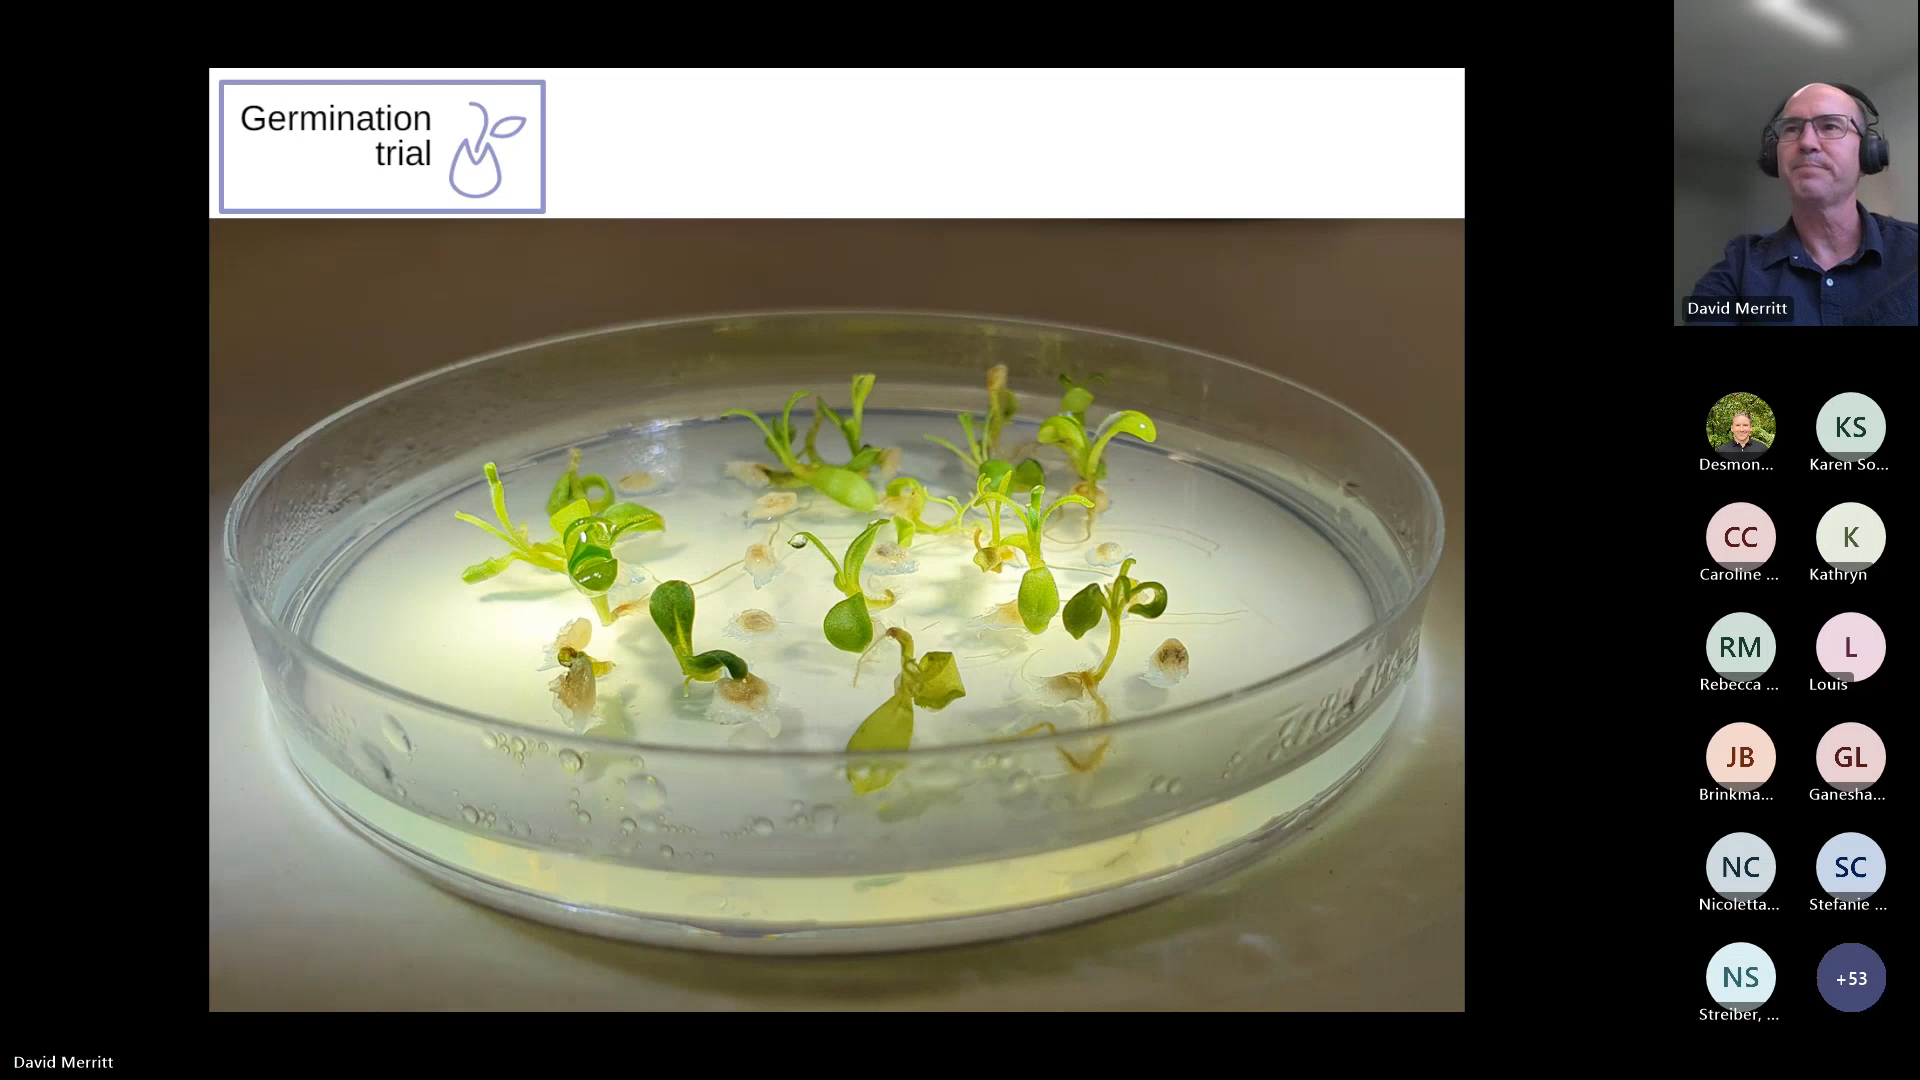 Germination
trial
David Merritt
KS
Desmon...
Karen So...
CC
K
Caroline ...
Kathryn
RM
L
Rebecca ...
Louis
JB
GL
Brinkma...
Ganesha...
NC
SC
Nicoletta...
Stefanie ...
NS
+53
Streiber, ...
David Merritt